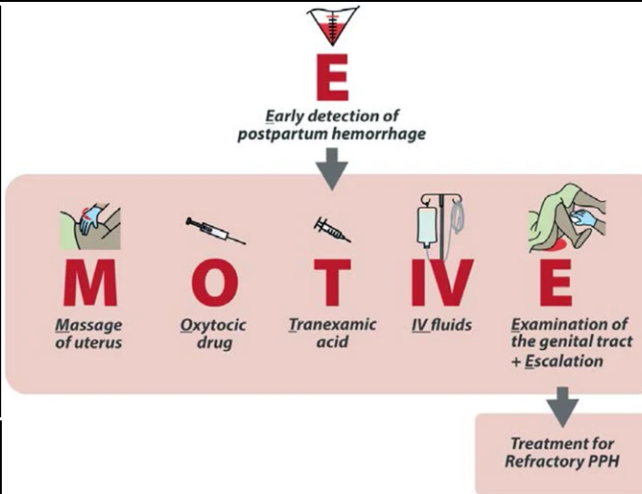 E
Early detection of
postpartum hemorrhage
M O T IV E
Massage
of uterus
Oxytocic
drug
Tranexamic
acid
IV fluids
Examination of
the genital tract
+ Escalation
Treatment for
Refractory PPH